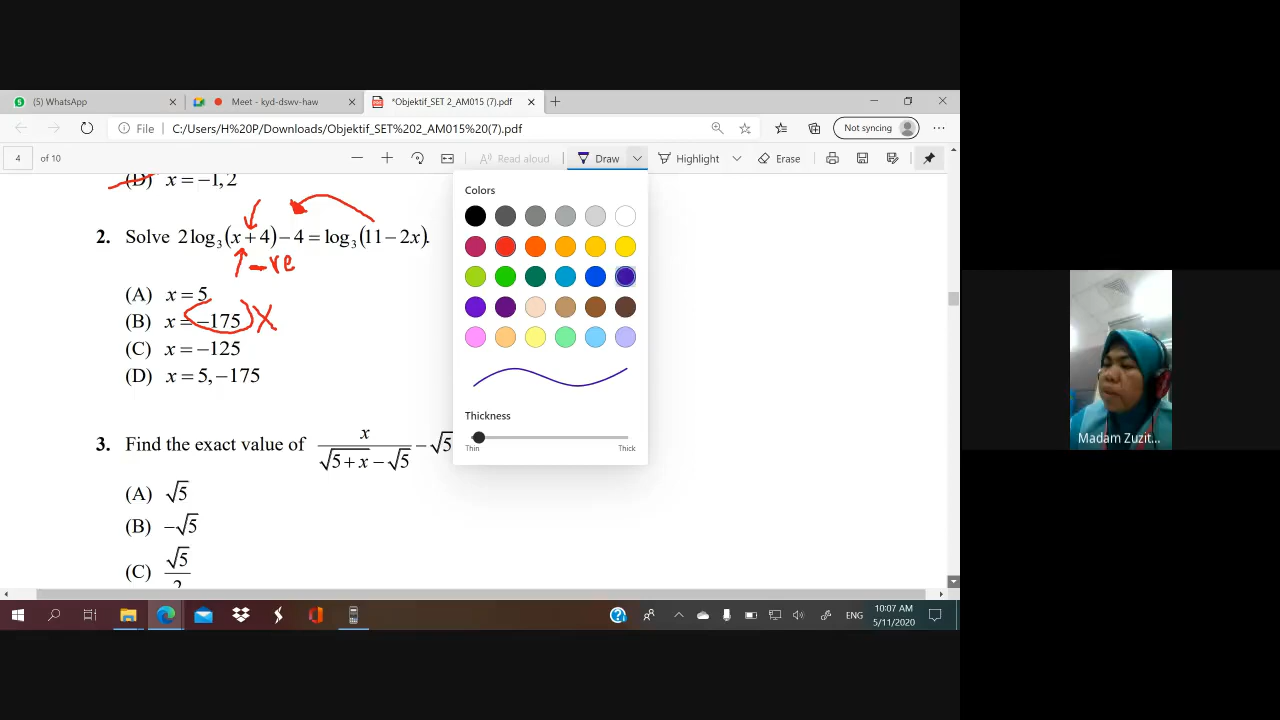 (5) WhatsApp
Meet - kyd-dswv-haw
*Objektif_SET 2_AM015 (7).pdf
File C:/Users/H%20P/Downloads/Objektif_SET%202_AM015%20(7).pdf Not syncing
4 of 10 Read aloud Draw Highlight Erase
(D) x = −1, 2
2. Solve 2 log₃(x + 4) − 4 = log₃(11 − 2x).
−ve
(A) x = 5
(B) x = −175 X
(C) x = −125
(D) x = 5, −175
3. Find the exact value of x / (√(5 + x) − √5) − √5
(A) √5
(B) −√5
(C) √5 / 2
Colors
Thickness
Thin Thick
Madam Zuzit...
ENG
10:07 AM
5/11/2020